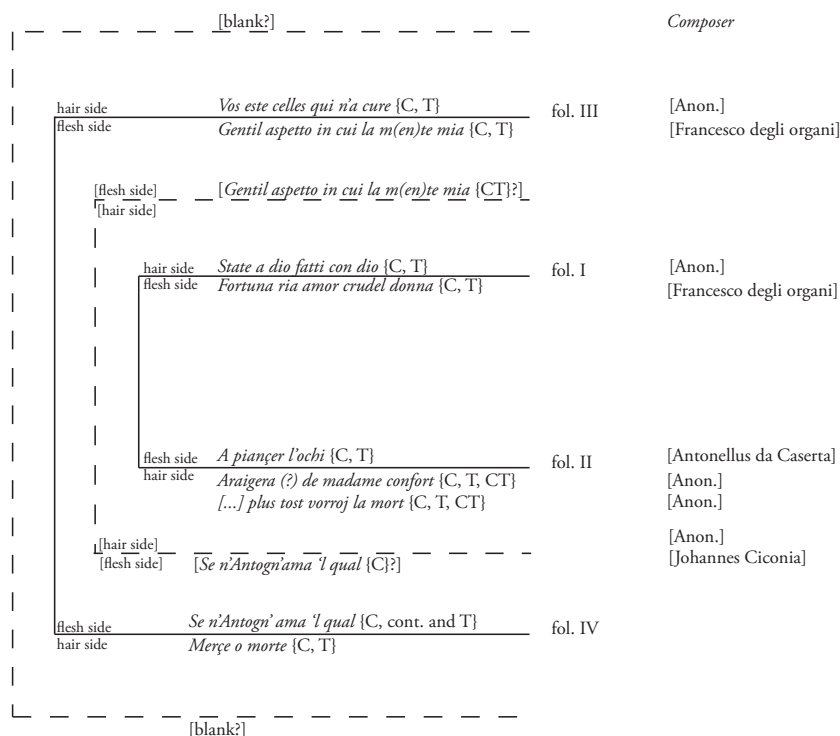 [blank?] Composer
hair side Vos este celles qui n'a cure {C, T} fol. III [Anon.]
flesh side Gentil aspetto in cui la m(en)te mia {C, T} [Francesco degli organi]
[flesh side] [Gentil aspetto in cui la m(en)te mia {CT}?]
[hair side]
hair side State a dio fatti con dio {C, T} fol. I [Anon.]
flesh side Fortuna ria amor crudel donna {C, T} [Francesco degli organi]
flesh side A piançer l'ochi {C, T} fol. II [Antonellus da Caserta]
hair side Araigera (?) de madame confort {C, T, CT} [Anon.]
[...] plus tost vorroj la mort {C, T, CT} [Anon.]
[Anon.]
[hair side]
[flesh side] [Se n'Antogn'ama ‘l qual {C}?] [Johannes Ciconia]
flesh side Se n'Antogn' ama ‘l qual {C, cont. and T} fol. IV
hair side Merçe o morte {C, T}
[blank?]